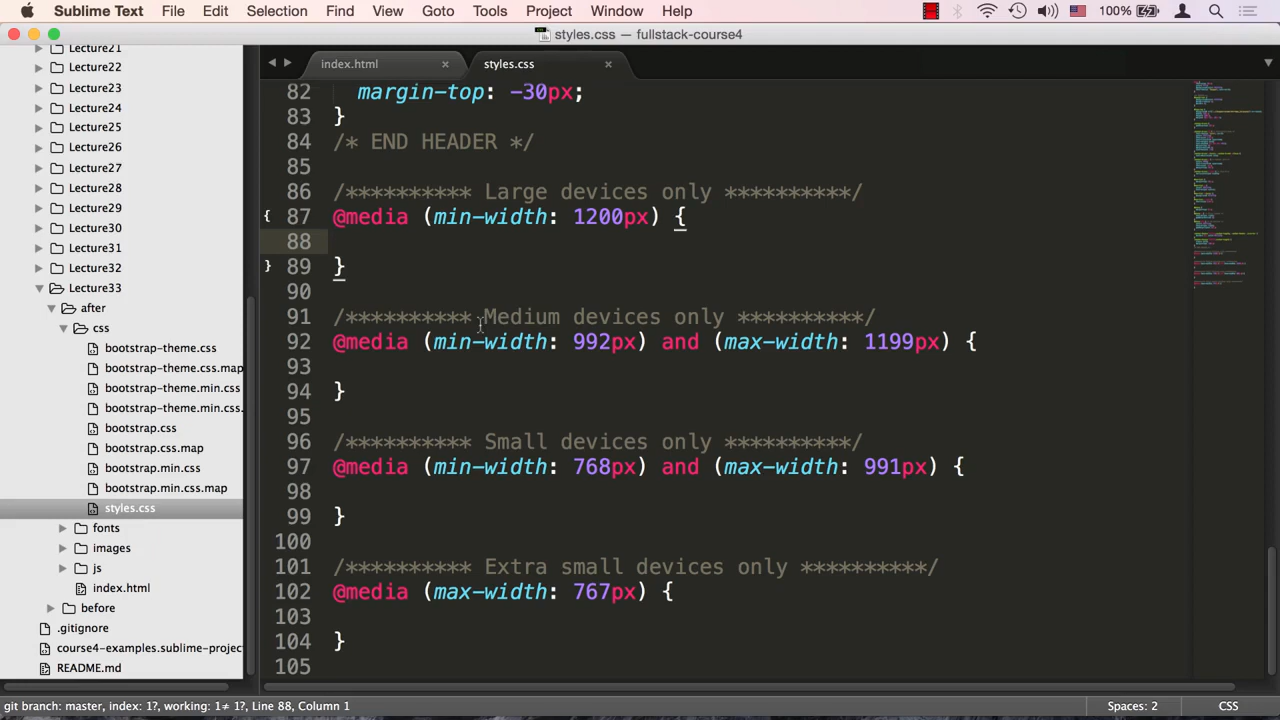 Sublime Text File Edit Selection Find View Goto Tools Project Window Help 100%
styles.css — fullstack-course4
index.html × styles.css ×
Lecture21
Lecture22
Lecture23
Lecture24
Lecture25
Lecture26
Lecture27
Lecture28
Lecture29
Lecture30
Lecture31
Lecture32
Lecture33
after
css
bootstrap-theme.css
bootstrap-theme.css.map
bootstrap-theme.min.css
bootstrap-theme.min.css.
bootstrap.css
bootstrap.css.map
bootstrap.min.css
bootstrap.min.css.map
styles.css
fonts
images
js
index.html
before
.gitignore
course4-examples.sublime-projec
README.md
82 margin-top: -30px;
83 }
84 /* END HEADER */
85
86 /********** Large devices only **********/
{ 87 @media (min-width: 1200px) {
88
} 89 }
90
91 /********** Medium devices only **********/
92 @media (min-width: 992px) and (max-width: 1199px) {
93
94 }
95
96 /********** Small devices only **********/
97 @media (min-width: 768px) and (max-width: 991px) {
98
99 }
100
101 /********** Extra small devices only **********/
102 @media (max-width: 767px) {
103
104 }
105
git branch: master, index: 1?, working: 1≠ 1?, Line 88, Column 1 Spaces: 2 CSS